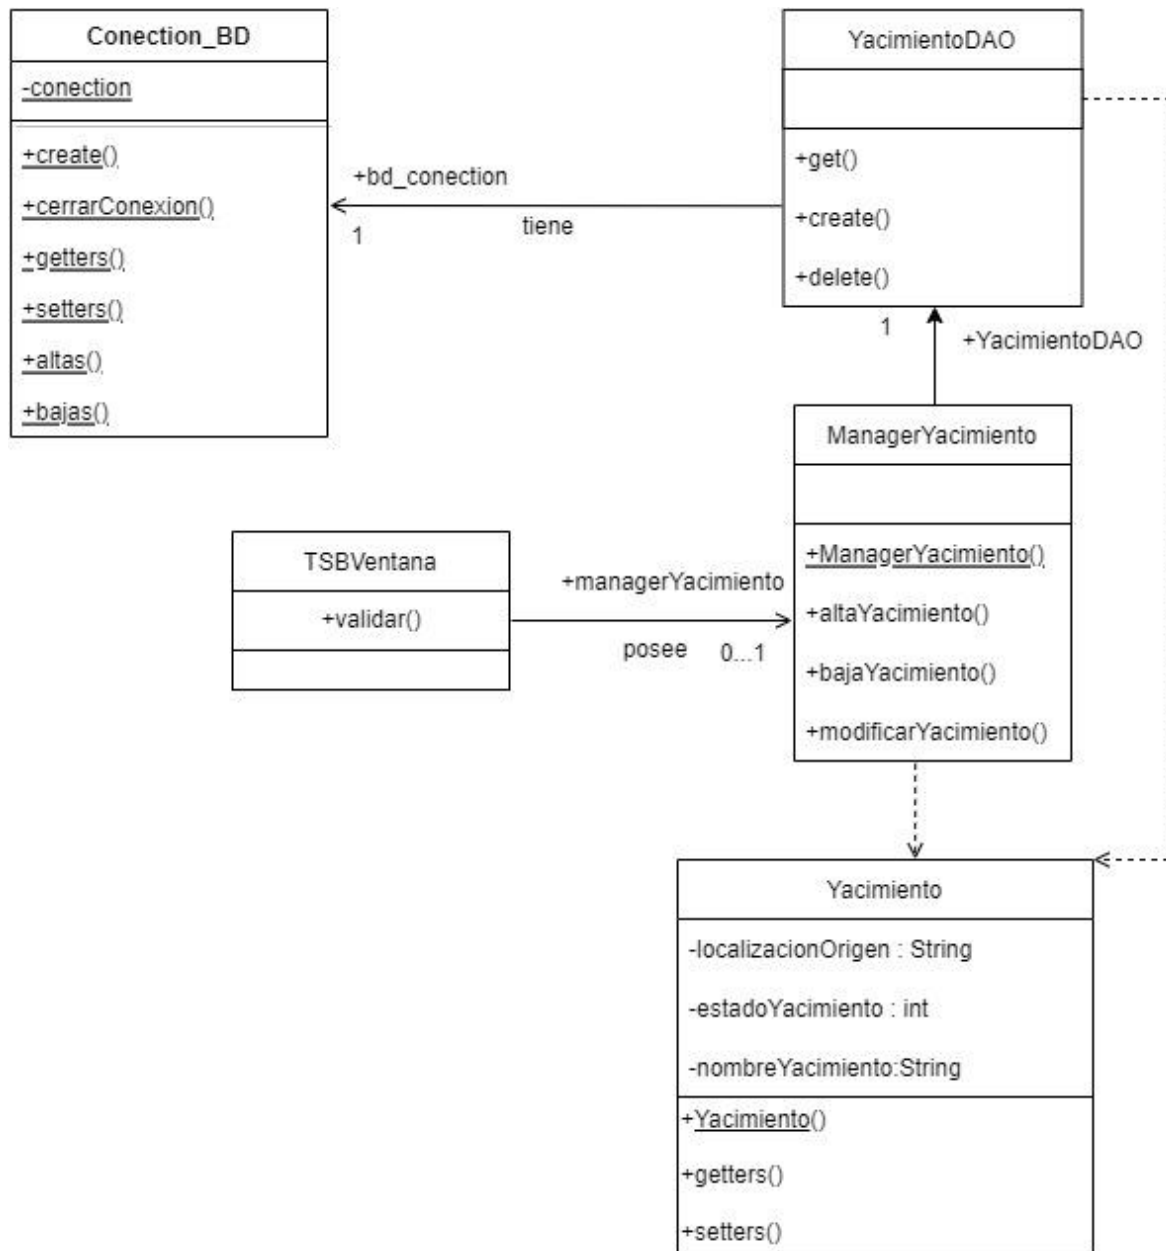 Conection_BD
-conection
+create()
+cerrarConexion()
+getters()
+setters()
+altas()
+bajas()
+bd_conection
1
tiene
YacimientoDAO
+get()
+create()
+delete()
1
+YacimientoDAO
ManagerYacimiento
+ManagerYacimiento()
+altaYacimiento()
+bajaYacimiento()
+modificarYacimiento()
TSBVentana
+validar()
+managerYacimiento
posee
0...1
Yacimiento
-localizacionOrigen : String
-estadoYacimiento : int
-nombreYacimiento:String
+Yacimiento()
+getters()
+setters()